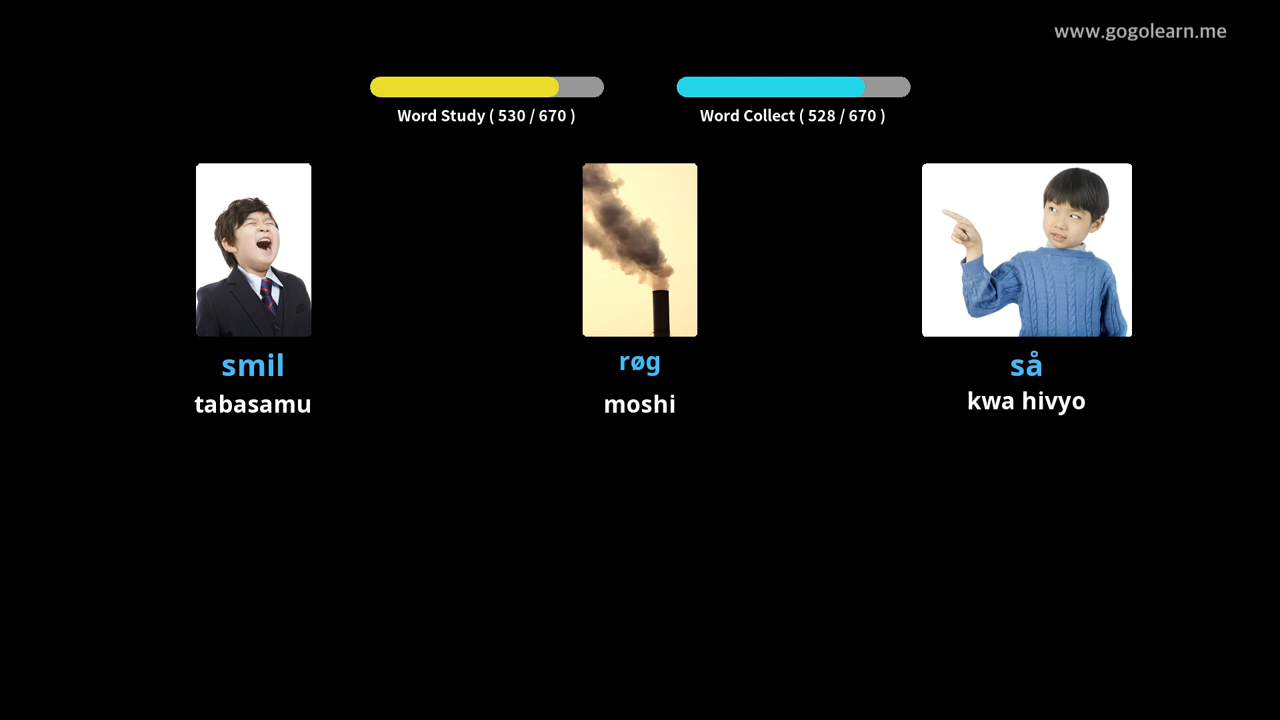 www.gogolearn.me
Word Study ( 530 / 670 )
Word Collect ( 528 / 670 )
smil
tabasamu
røg
moshi
så
kwa hivyo